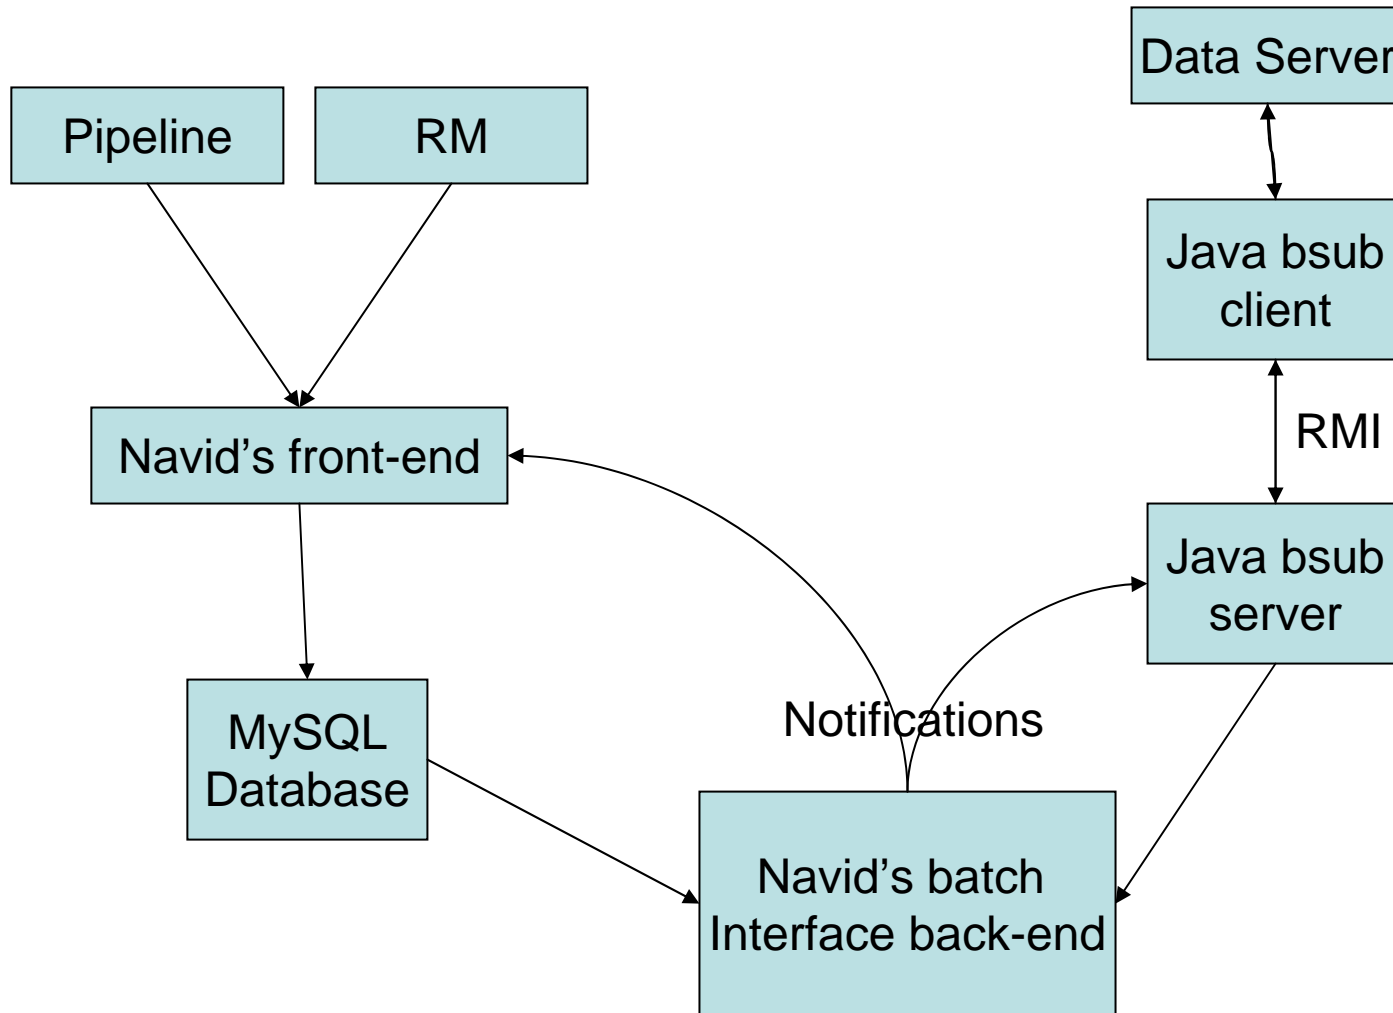 Data Server
Pipeline
RM
Java bsub
client
RMI
Navid’s front-end
Java bsub
server
Notifications
MySQL
Database
Navid’s batch
Interface back-end